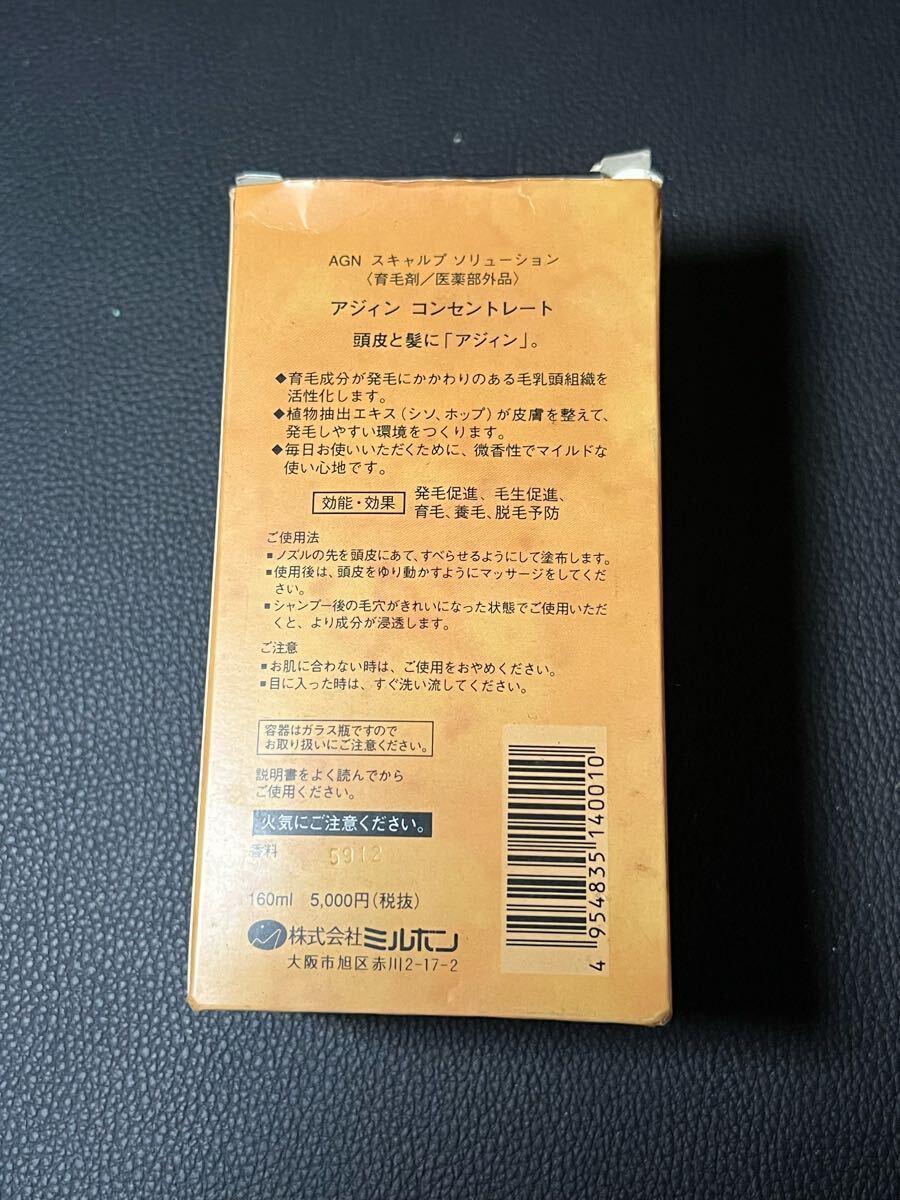 AGN スキャルプ ソリューション
〈育毛剤／医薬部外品〉
アジィン コンセントレート
頭皮と髪に「アジィン」。
◆育毛成分が発毛にかかわりのある毛乳頭組織を
活性化します。
◆植物抽出エキス（シソ、ホップ）が皮膚を整えて、
発毛しやすい環境をつくります。
◆毎日お使いいただくために、微香性でマイルドな
使い心地です。
効能・効果 発毛促進、毛生促進、
育毛、養毛、脱毛予防
ご使用法
■ノズルの先を頭皮にあて、すべらせるようにして塗布します。
■使用後は、頭皮をゆり動かすようにマッサージをしてくだ
さい。
■シャンプー後の毛穴がきれいになった状態でご使用いただ
くと、より成分が浸透します。
ご注意
■お肌に合わない時は、ご使用をおやめください。
■目に入った時は、すぐ洗い流してください。
容器はガラス瓶ですので
お取り扱いにご注意ください。
説明書をよく読んでから
ご使用ください。
火気にご注意ください。
香料 5912
160ml 5,000円（税抜）
株式会社ミルボン
大阪市旭区赤川2-17-2
4 954835 140010